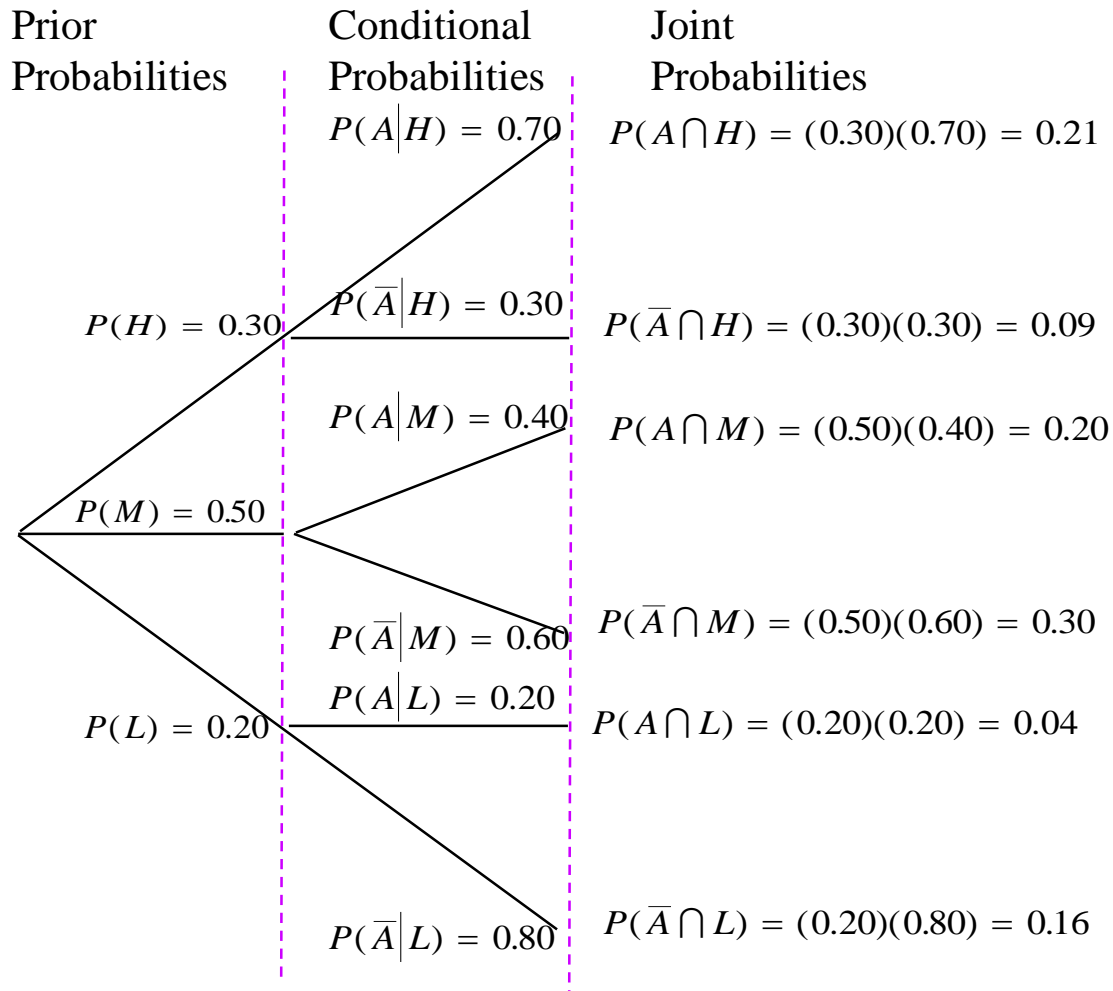 Prior Probabilities
Conditional Probabilities
Joint Probabilities
P(A|H) = 0.70
P(A ⋂ H) = (0.30)(0.70) = 0.21
P(H) = 0.30
P(A̅|H) = 0.30
P(A̅ ⋂ H) = (0.30)(0.30) = 0.09
P(A|M) = 0.40
P(A ⋂ M) = (0.50)(0.40) = 0.20
P(M) = 0.50
P(A̅|M) = 0.60
P(A̅ ⋂ M) = (0.50)(0.60) = 0.30
P(L) = 0.20
P(A|L) = 0.20
P(A ⋂ L) = (0.20)(0.20) = 0.04
P(A̅|L) = 0.80
P(A̅ ⋂ L) = (0.20)(0.80) = 0.16